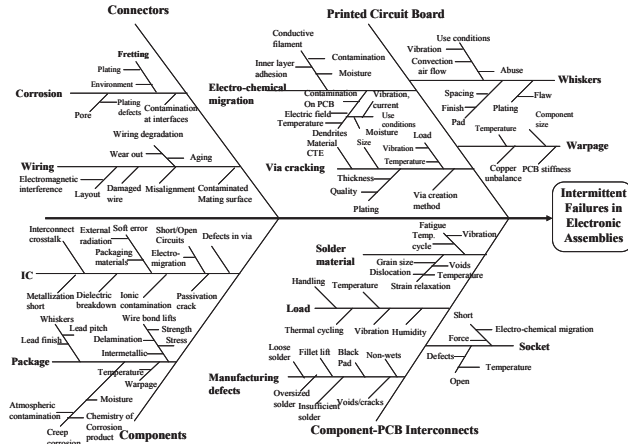 Connectors
Printed Circuit Board
Fretting
Plating
Environment
Corrosion
Pore
Plating
defects
Contamination
at interfaces
Wiring degradation
Wear out
Aging
Wiring
Electromagnetic
interference
Layout
Damaged
wire
Misalignment
Contaminated
Mating surface
Conductive
filament
Contamination
Inner layer
adhesion
Moisture
Electro-chemical
migration
Contamination
On PCB
Vibration,
current
Electric field
Temperature
Use
conditions
Dendrites
Moisture
Material
CTE
Size
Load
Vibration
Temperature
Via cracking
Thickness
Quality
Plating
Via creation
method
Use conditions
Vibration
Convection
air flow
Abuse
Whiskers
Spacing
Finish
Pad
Plating
Flaw
Temperature
Component
size
Warpage
Copper
unbalance
PCB stiffness
Intermittent
Failures in
Electronic
Assemblies
Interconnect
crosstalk
External
radiation
Soft error
Packaging
materials
Short/Open
Circuits
Electro-
migration
Defects in via
IC
Metallization
short
Dielectric
breakdown
Ionic
contamination
Passivation
crack
Whiskers
Lead pitch
Lead finish
Wire bond lifts
Strength
Delamination
Stress
Intermetallic
Package
Temperature
Warpage
Moisture
Atmospheric
contamination
Chemistry of
Corrosion
product
Creep
corrosion
Components
Fatigue
Temp.
cycle
Vibration
Solder
material
Grain size
Dislocation
Strain relaxation
Voids
Temperature
Handling
Temperature
Load
Thermal cycling
Vibration
Humidity
Short
Electro-chemical migration
Force
Socket
Defects
Open
Temperature
Loose
solder
Fillet lift
Black
Pad
Non-wets
Manufacturing
defects
Oversized
solder
Insufficient
solder
Voids/cracks
Component-PCB Interconnects